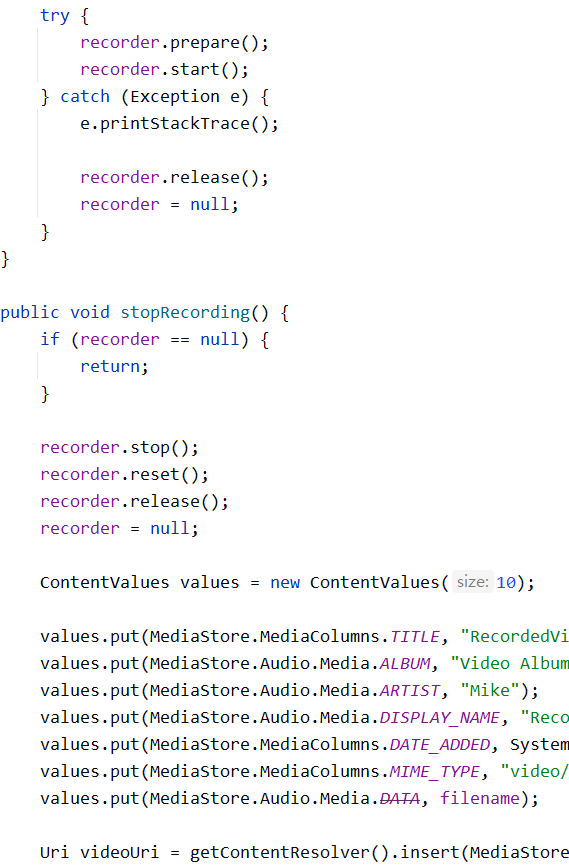 try {
recorder.prepare();
recorder.start();
} catch (Exception e) {
e.printStackTrace();
recorder.release();
recorder = null;
}
}
public void stopRecording() {
if (recorder == null) {
return;
}
recorder.stop();
recorder.reset();
recorder.release();
recorder = null;
ContentValues values = new ContentValues( size: 10);
values.put(MediaStore.MediaColumns.TITLE, "RecordedVi
values.put(MediaStore.Audio.Media.ALBUM, "Video Album
values.put(MediaStore.Audio.Media.ARTIST, "Mike");
values.put(MediaStore.Audio.Media.DISPLAY_NAME, "Reco
values.put(MediaStore.MediaColumns.DATE_ADDED, System
values.put(MediaStore.MediaColumns.MIME_TYPE, "video/
values.put(MediaStore.Audio.Media.DATA, filename);
Uri videoUri = getContentResolver().insert(MediaStore